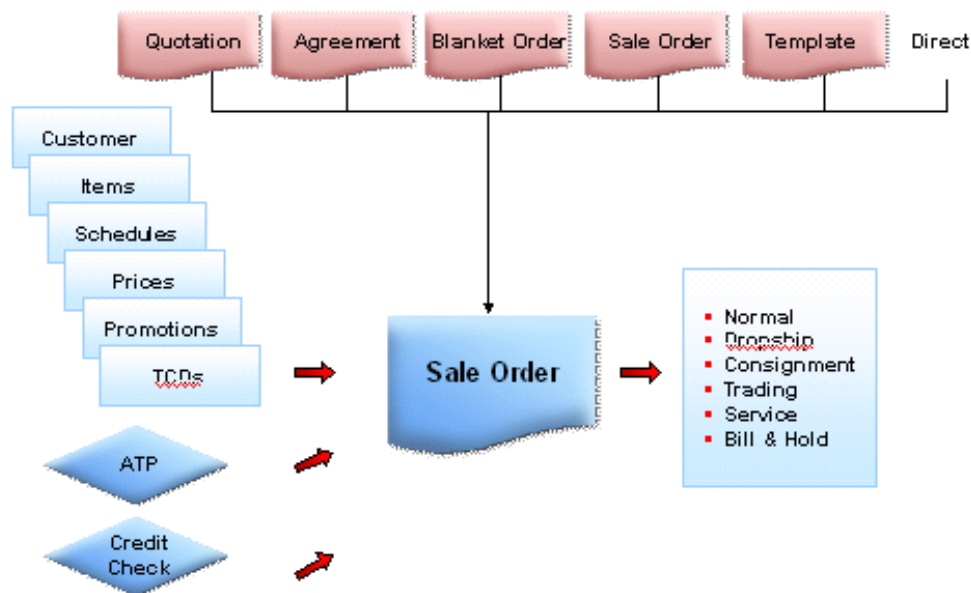 Quotation
Agreement
Blanket Order
Sale Order
Template
Direct
Customer
Items
Schedules
Prices
Promotions
TCDs
ATP
Credit
Check
Sale Order
Normal
Dropship
Consignment
Trading
Service
Bill & Hold